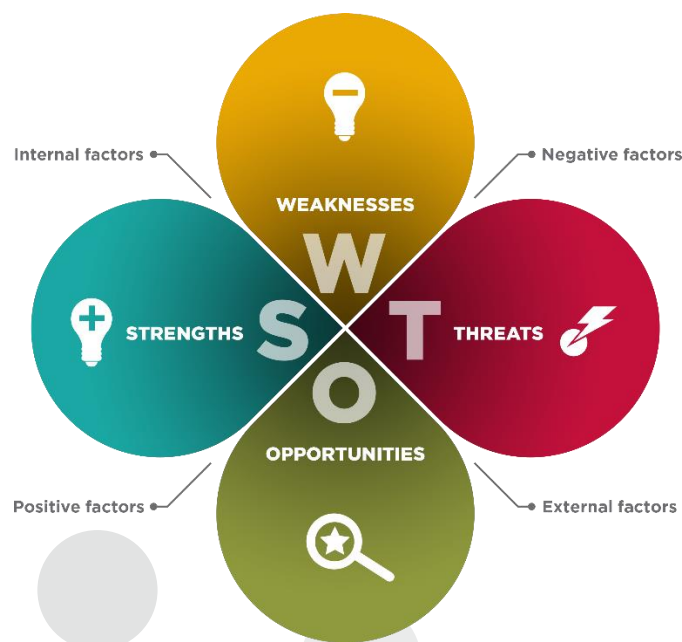 Internal factors
Negative factors
WEAKNESSES
W
STRENGTHS
S
T
THREATS
O
OPPORTUNITIES
Positive factors
External factors